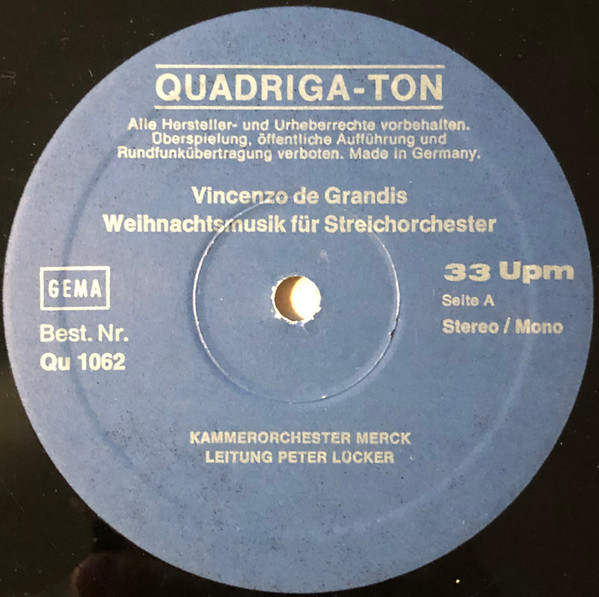 QUADRIGA-TON
Alle Hersteller- und Urheberrechte vorbehalten.
Überspielung, öffentliche Aufführung und
Rundfunkübertragung verboten. Made in Germany.
Vincenzo de Grandis
Weihnachtsmusik für Streichorchester
GEMA
33 Upm
Seite A
Best. Nr.
Stereo / Mono
Qu 1062
KAMMERORCHESTER MERCK
LEITUNG PETER LÜCKER